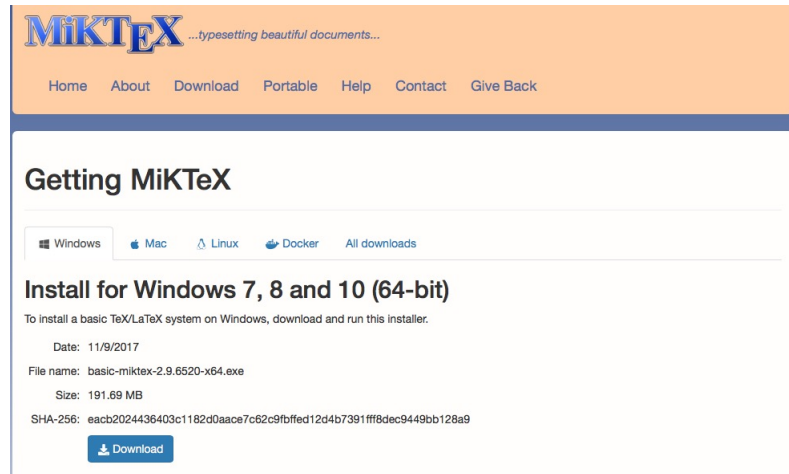 MiKTeX ...typesetting beautiful documents...
Home About Download Portable Help Contact Give Back
Getting MiKTeX
Windows Mac Linux Docker All downloads
Install for Windows 7, 8 and 10 (64-bit)
To install a basic TeX/LaTeX system on Windows, download and run this installer.
Date: 11/9/2017
File name: basic-miktex-2.9.6520-x64.exe
Size: 191.69 MB
SHA-256: eacb2024436403c1182d0aace7c62c9fbffed12d4b7391fff8dec9449bb128a9
Download